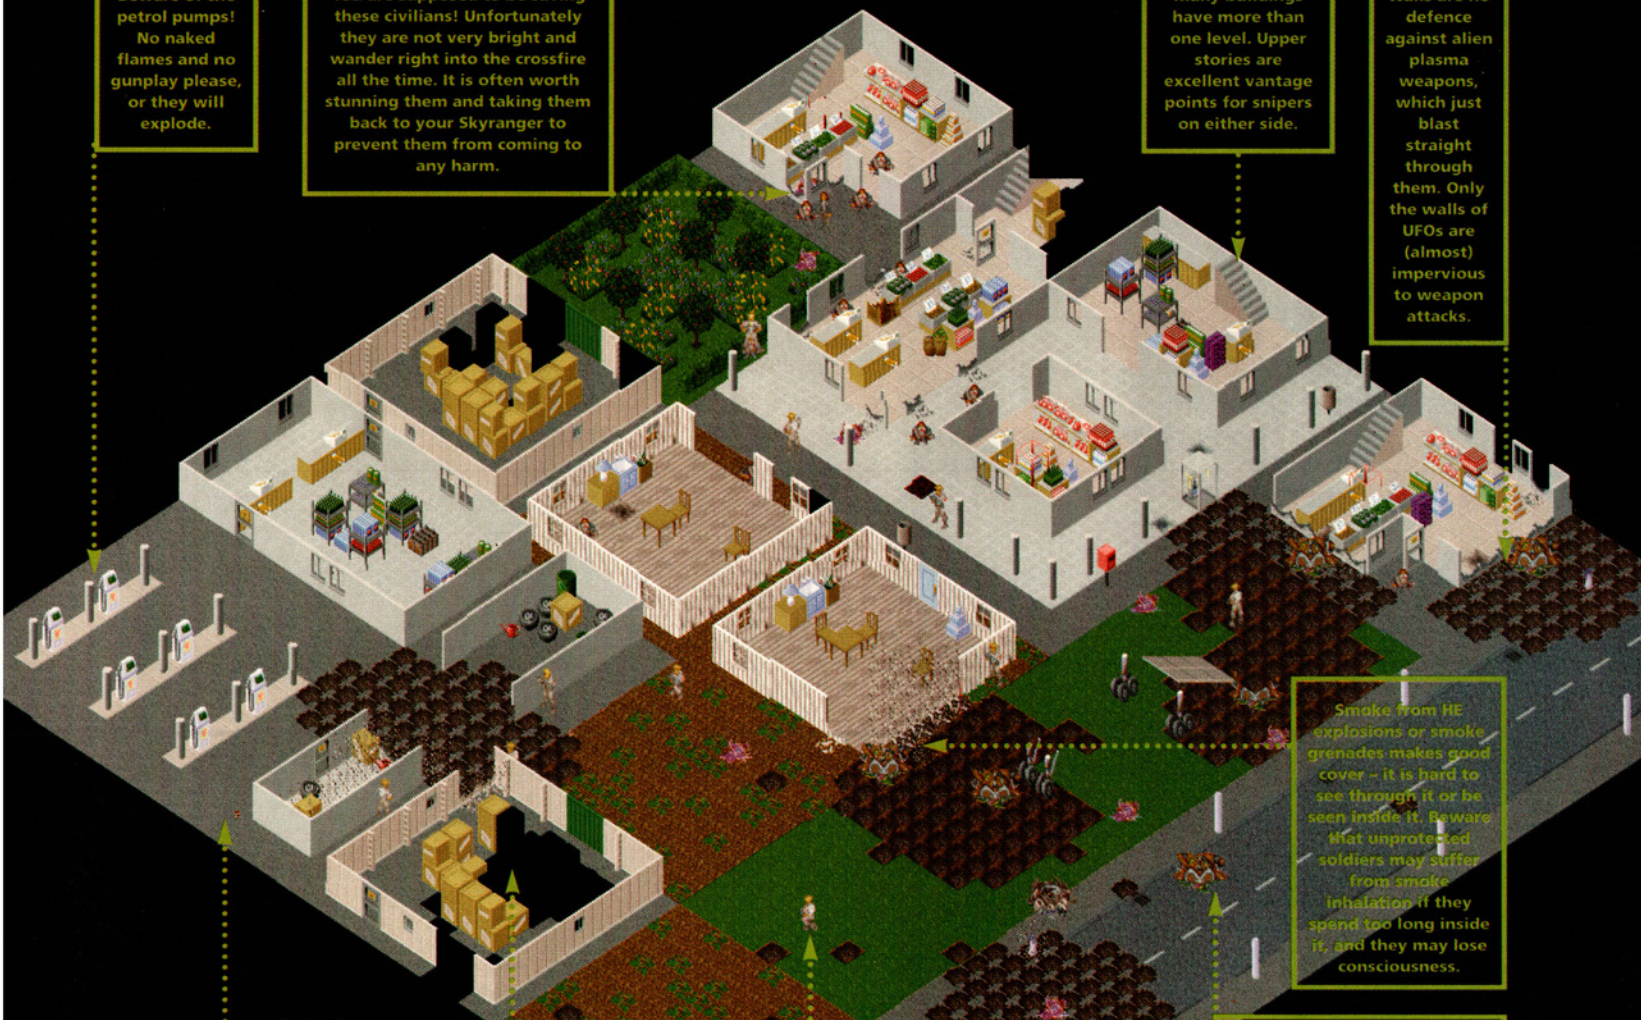 petrol pumps!
No naked
flames and no
gunplay please,
or they will
explode.
these civilians! Unfortunately
they are not very bright and
wander right into the crossfire
all the time. It is often worth
stunning them and taking them
back to your Skyranger to
prevent them from coming to
any harm.
have more than
one level. Upper
stories are
excellent vantage
points for snipers
on either side.
defence
against alien
plasma
weapons,
which just
blast
straight
through
them. Only
the walls of
UFOs are
(almost)
impervious
to weapon
attacks.
Smoke from HE
explosions or smoke
grenades makes good
cover – it is hard to
see through it or be
seen inside it. Beware
that unprotected
soldiers may suffer
from smoke
inhalation if they
spend too long inside
it, and they may lose
consciousness.